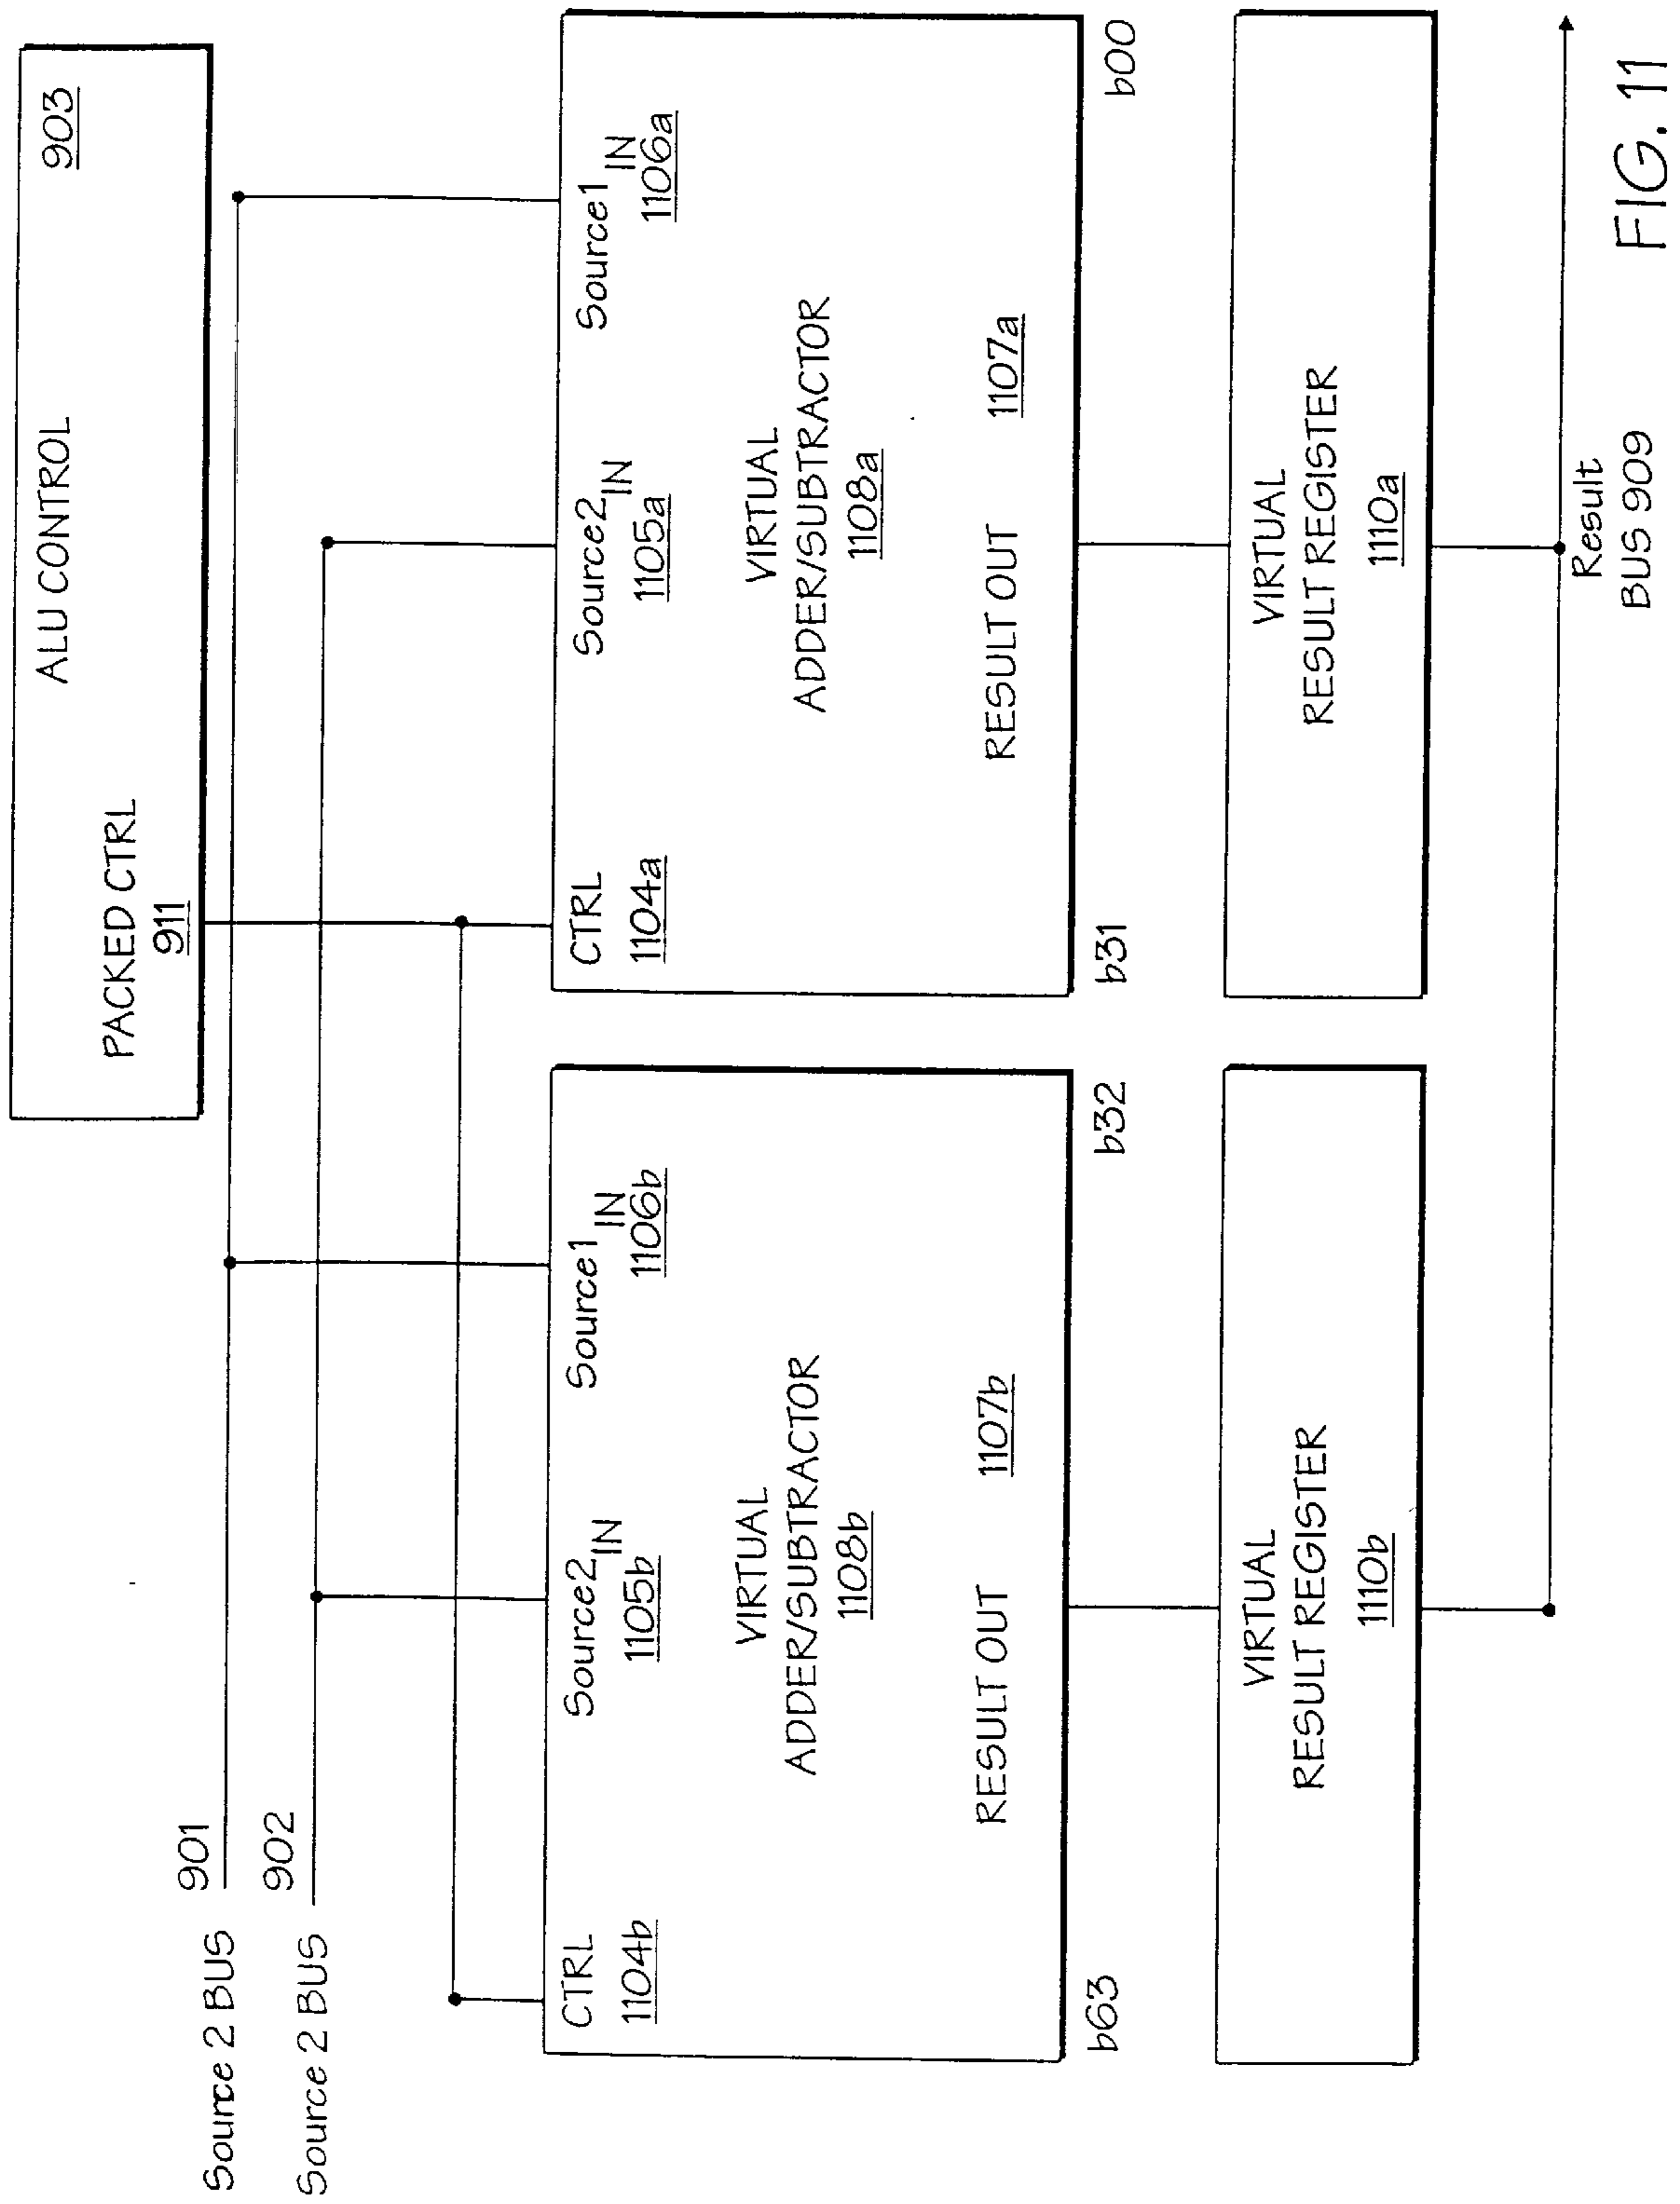 ALU CONTROL
903
PACKED CTRL
911
Source 2 BUS 901
Source 2 BUS 902
CTRL
1104b
Source2 IN
1105b
Source1 IN
1106b
VIRTUAL
ADDER/SUBTRACTOR
1108b
RESULT OUT
1107b
b63
b32
CTRL
1104a
Source2 IN
1105a
Source1 IN
1106a
VIRTUAL
ADDER/SUBTRACTOR
1108a
RESULT OUT
1107a
b31
b00
VIRTUAL
RESULT REGISTER
1110b
VIRTUAL
RESULT REGISTER
1110a
Result
BUS 909
FIG. 11